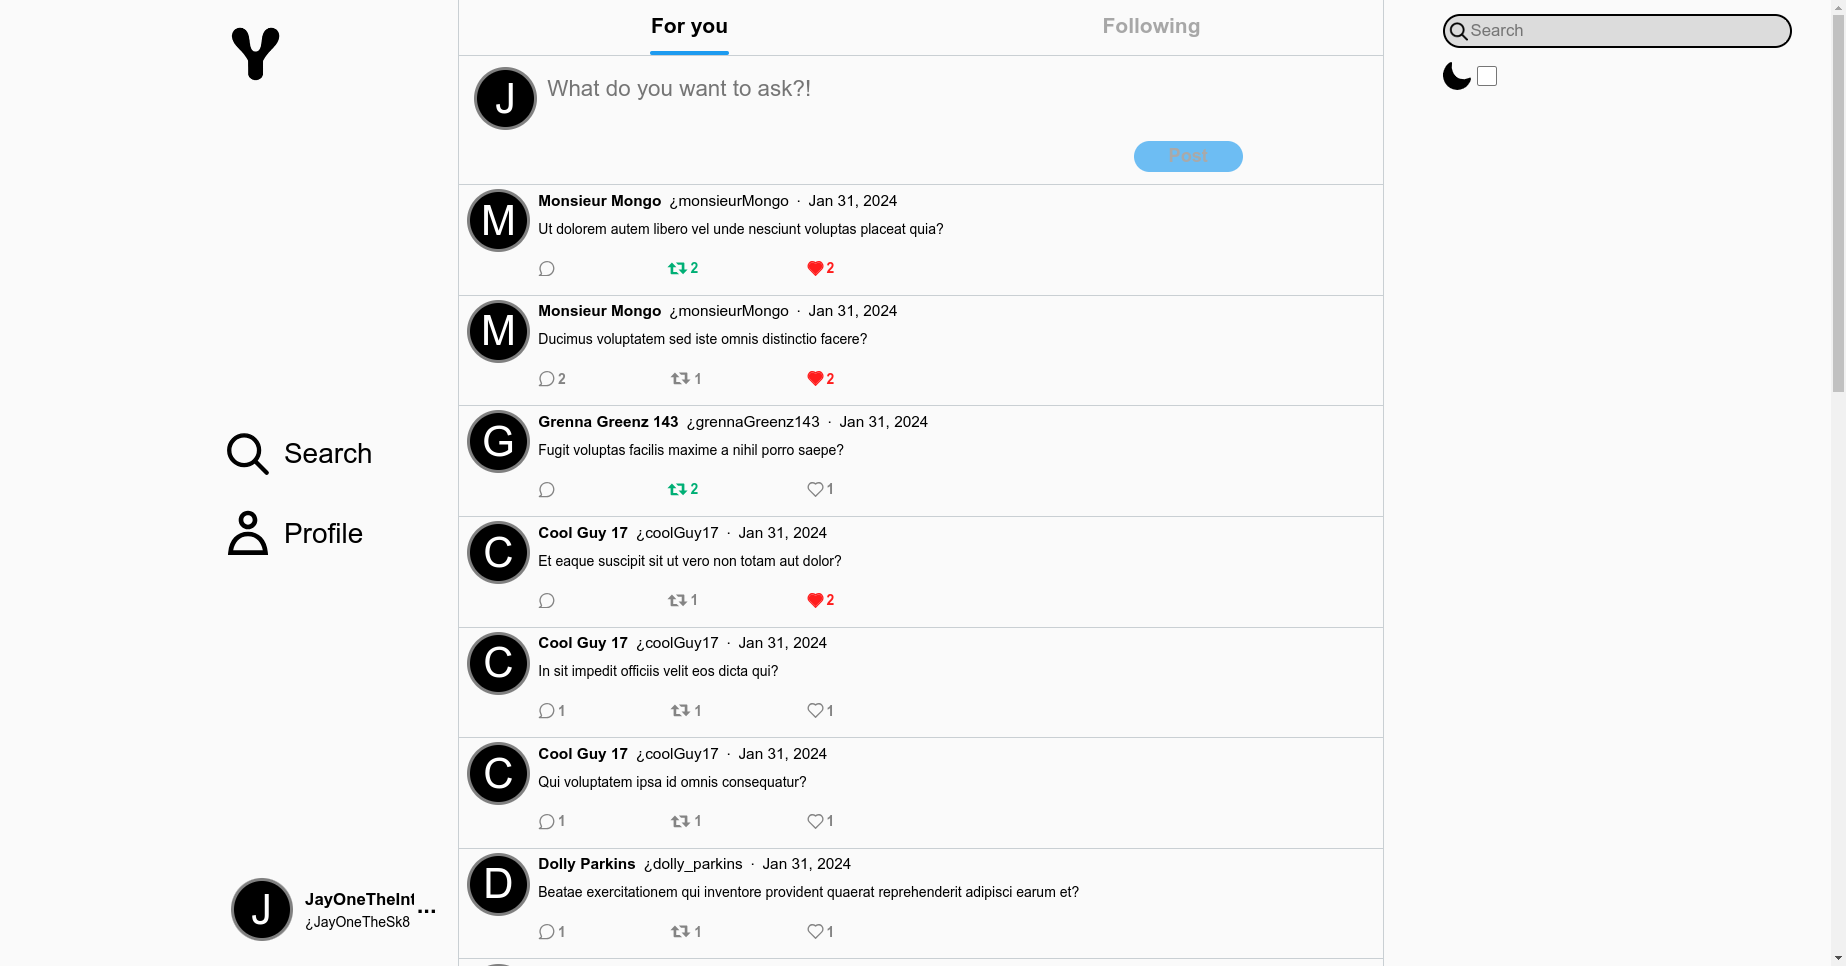 Y
For you
Following
Search
J
What do you want to ask?!
Post
M
Monsieur Mongo ¿monsieurMongo · Jan 31, 2024
Ut dolorem autem libero vel unde nesciunt voluptas placeat quia?
2 2
M
Monsieur Mongo ¿monsieurMongo · Jan 31, 2024
Ducimus voluptatem sed iste omnis distinctio facere?
2 1 2
G
Grenna Greenz 143 ¿grennaGreenz143 · Jan 31, 2024
Fugit voluptas facilis maxime a nihil porro saepe?
2 1
C
Cool Guy 17 ¿coolGuy17 · Jan 31, 2024
Et eaque suscipit sit ut vero non totam aut dolor?
1 2
C
Cool Guy 17 ¿coolGuy17 · Jan 31, 2024
In sit impedit officiis velit eos dicta qui?
1 1 1
C
Cool Guy 17 ¿coolGuy17 · Jan 31, 2024
Qui voluptatem ipsa id omnis consequatur?
1 1 1
D
Dolly Parkins ¿dolly_parkins · Jan 31, 2024
Beatae exercitationem qui inventore provident quaerat reprehenderit adipisci earum et?
1 1 1
Search
Profile
J
JayOneTheInt ...
¿JayOneTheSk8